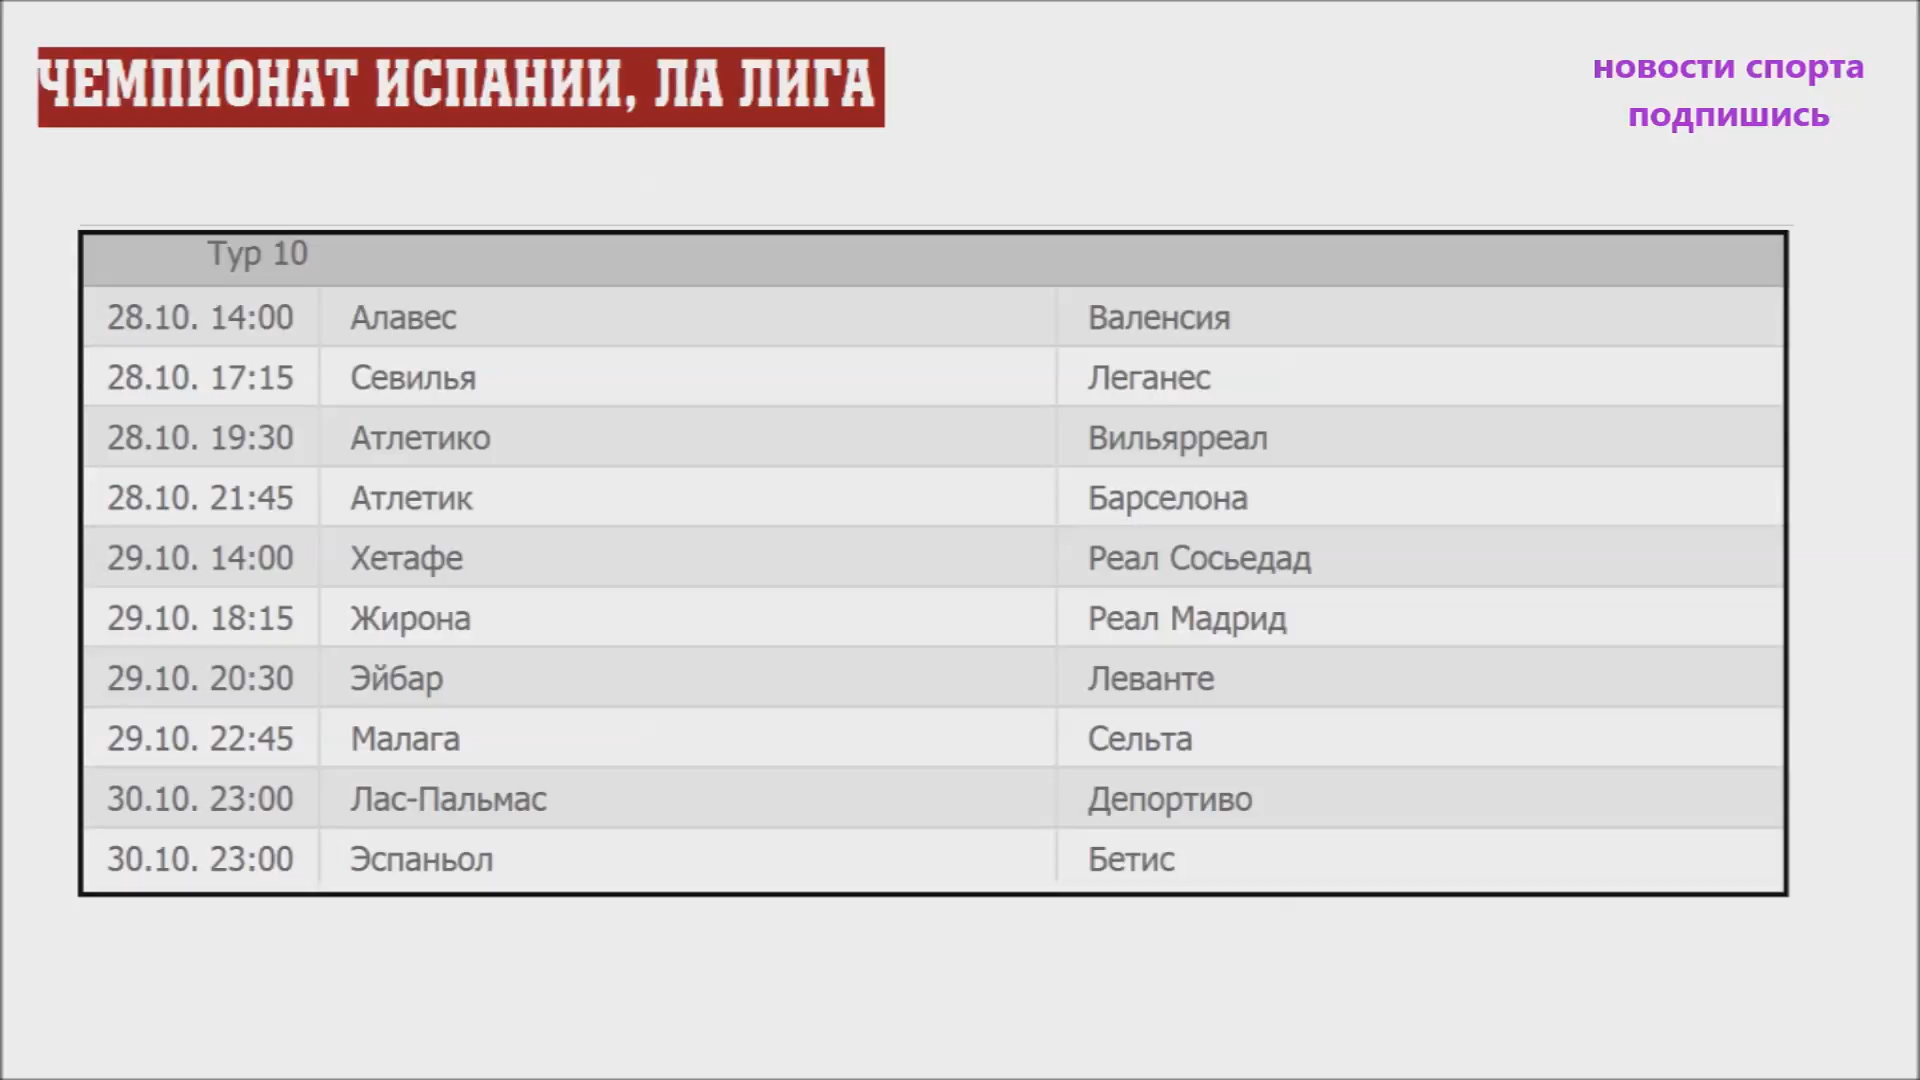 ЧЕМПИОНАТ ИСПАНИИ, ЛА ЛИГА
новости спорта
подпишись
Тур 10
28.10. 14:00 Алавес Валенсия
28.10. 17:15 Севилья Леганес
28.10. 19:30 Атлетико Вильярреал
28.10. 21:45 Атлетик Барселона
29.10. 14:00 Хетафе Реал Сосьедад
29.10. 18:15 Жирона Реал Мадрид
29.10. 20:30 Эйбар Леванте
29.10. 22:45 Малага Сельта
30.10. 23:00 Лас-Пальмас Депортиво
30.10. 23:00 Эспаньол Бетис